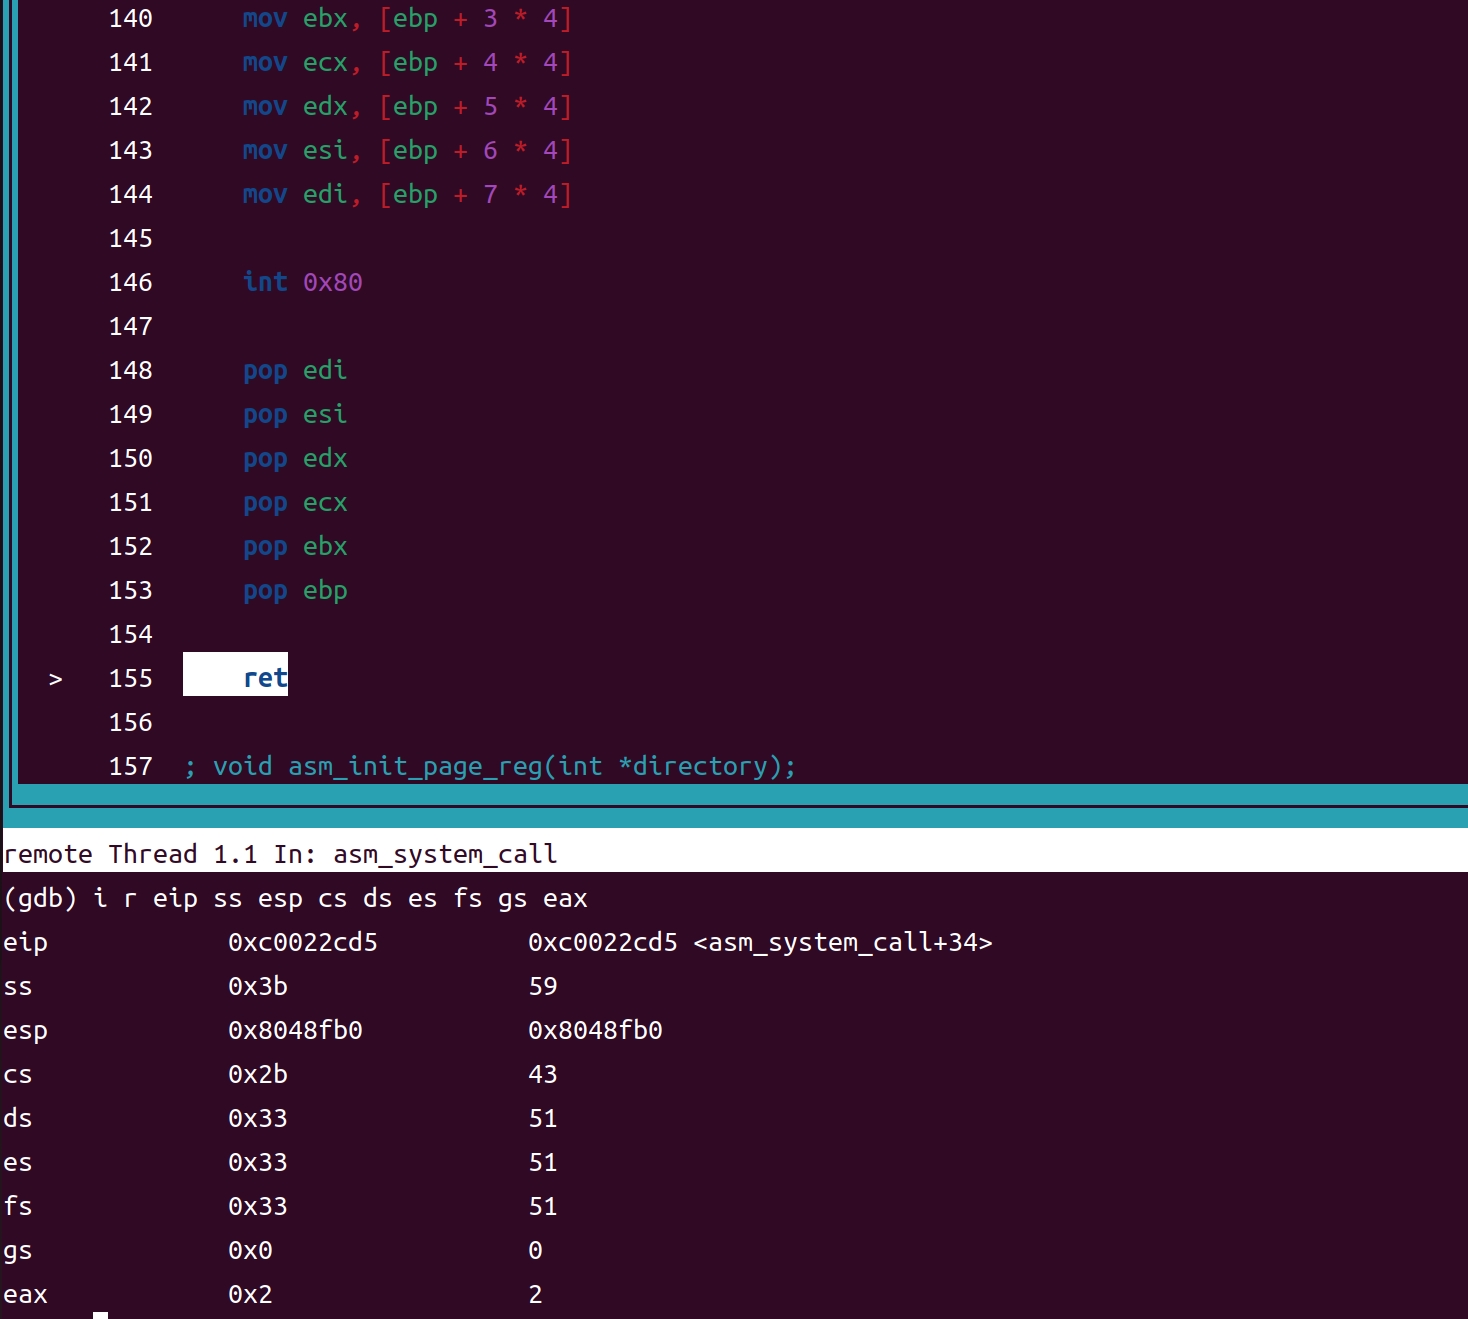 140 mov ebx, [ebp + 3 * 4]
141 mov ecx, [ebp + 4 * 4]
142 mov edx, [ebp + 5 * 4]
143 mov esi, [ebp + 6 * 4]
144 mov edi, [ebp + 7 * 4]
145
146 int 0x80
147
148 pop edi
149 pop esi
150 pop edx
151 pop ecx
152 pop ebx
153 pop ebp
154
> 155 ret
156
157 ; void asm_init_page_reg(int *directory);
remote Thread 1.1 In: asm_system_call
(gdb) i r eip ss esp cs ds es fs gs eax
eip 0xc0022cd5 0xc0022cd5 <asm_system_call+34>
ss 0x3b 59
esp 0x8048fb0 0x8048fb0
cs 0x2b 43
ds 0x33 51
es 0x33 51
fs 0x33 51
gs 0x0 0
eax 0x2 2